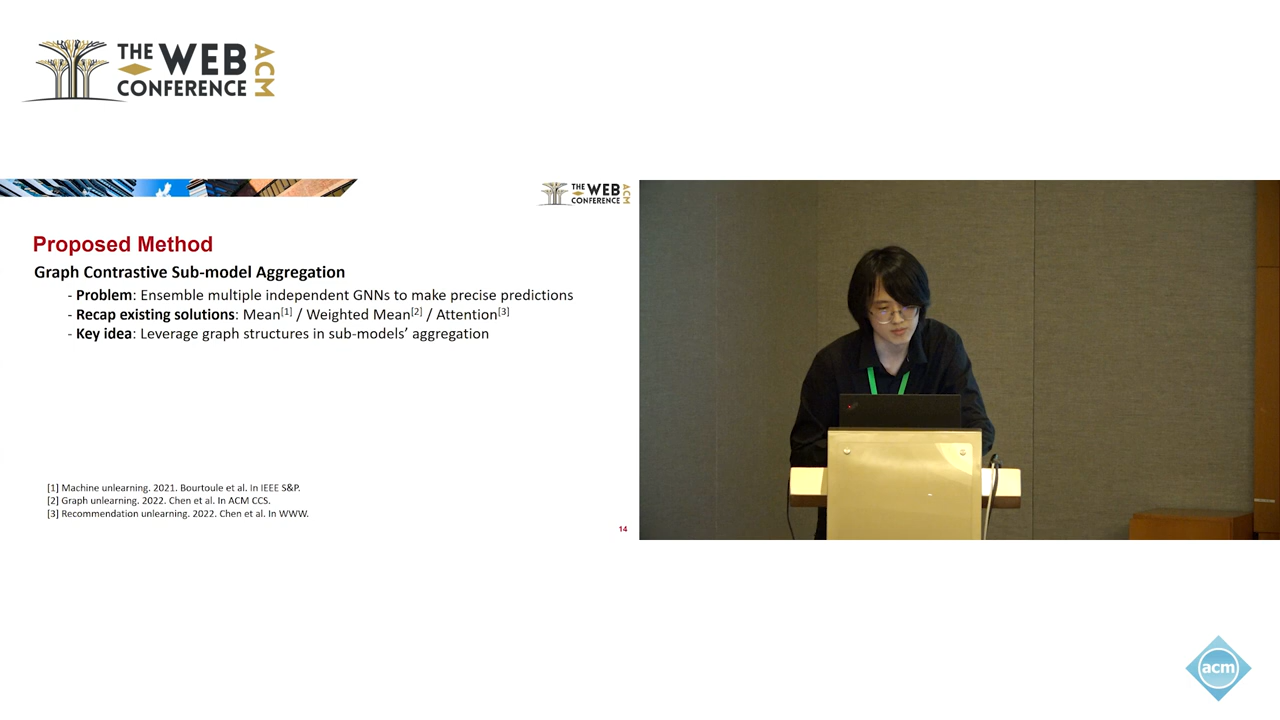 THE WEB
CONFERENCE
ACM
THE WEB
CONFERENCE
ACM
Proposed Method
Graph Contrastive Sub-model Aggregation
- Problem: Ensemble multiple independent GNNs to make precise predictions
- Recap existing solutions: Mean[1] / Weighted Mean[2] / Attention[3]
- Key idea: Leverage graph structures in sub-models’ aggregation
[1] Machine unlearning. 2021. Bourtoule et al. In IEEE S&P.
[2] Graph unlearning. 2022. Chen et al. In ACM CCS.
[3] Recommendation unlearning. 2022. Chen et al. In WWW.
14
acm